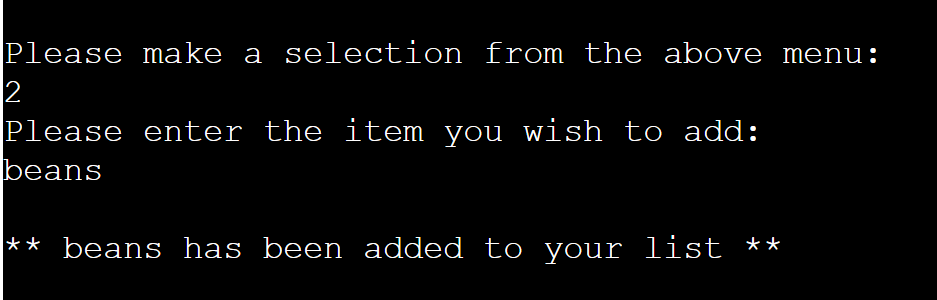 Please make a selection from the above menu:
2
Please enter the item you wish to add:
beans
** beans has been added to your list **